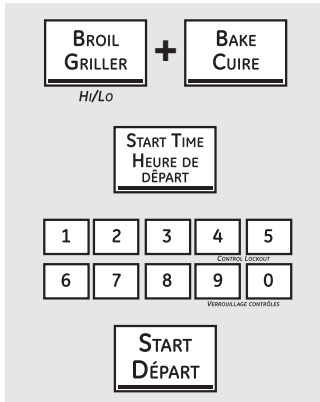 BROIL
GRILLER
+
BAKE
CUIRE
HI/LO
START TIME
HEURE DE
DÊPART
1 2 3 4 5
CONTROL LOCKOUT
6 7 8 9 0
VERROUILLAGE CONTRÔLES
START
DÉPART